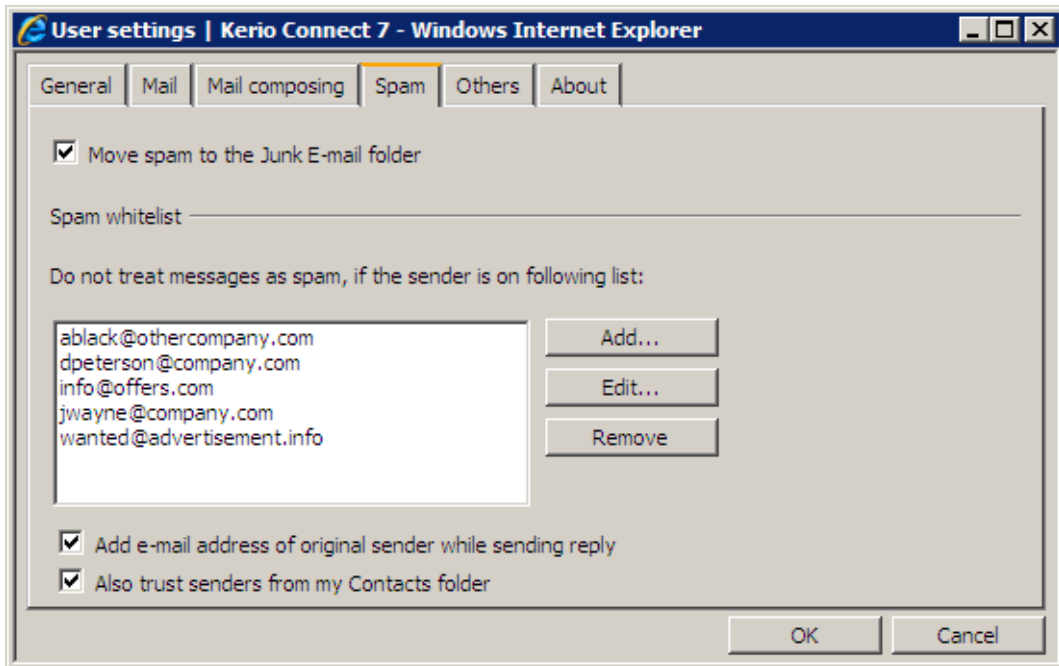 User settings | Kerio Connect 7 - Windows Internet Explorer
General Mail Mail composing Spam Others About
Move spam to the Junk E-mail folder
Spam whitelist
Do not treat messages as spam, if the sender is on following list:
ablack@othercompany.com
dpeterson@company.com
info@offers.com
jwayne@company.com
wanted@advertisement.info
Add...
Edit...
Remove
Add e-mail address of original sender while sending reply
Also trust senders from my Contacts folder
OK Cancel